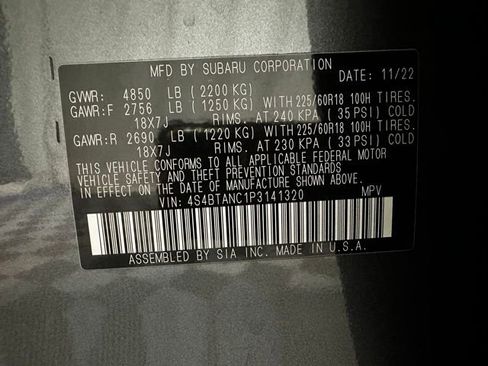 MFD BY SUBARU CORPORATION DATE: 11/22
GVWR: 4850 LB (2200 KG)
GAWR:F 2756 LB (1250 KG) WITH 225/60R18 100H TIRES.
18X7J RIMS. AT 240 KPA (35 PSI) COLD
GAWR:R 2690 LB (1220 KG) WITH 225/60R18 100H TIRES.
18X7J RIMS. AT 230 KPA (33 PSI) COLD
THIS VEHICLE CONFORMS TO ALL APPLICABLE FEDERAL MOTOR
VEHICLE SAFETY AND THEFT PREVENTION STANDARDS
IN EFFECT ON THE DATE OF MANUFACTURE SHOWN ABOVE.
VIN: 4S4BTANC1P3141320 MPV
ASSEMBLED BY SIA INC. MADE IN U.S.A.